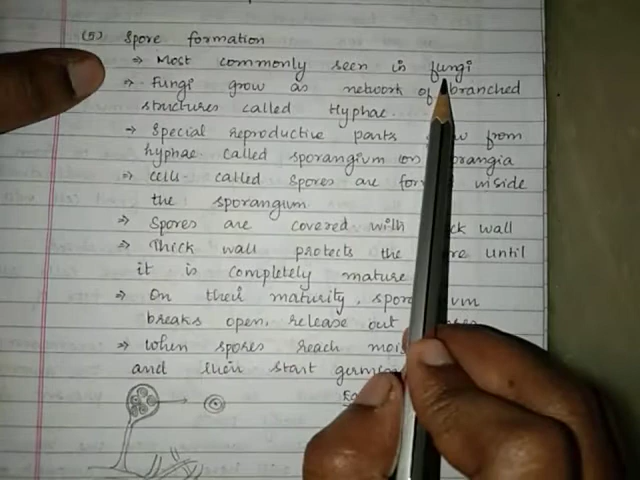 (5) Spore formation
→ Most commonly seen in fungi
→ Fungi grow as network of branched
structures called Hyphae.
→ Special reproductive parts from
hyphae called sporangium sporangia
→ Cells called Spores are inside
the sporangium
→ Spores are covered with wall
→ Thick wall protects the until
it is completely mature
→ On their maturity,
breaks open, release out
→ When spores reach
and then start